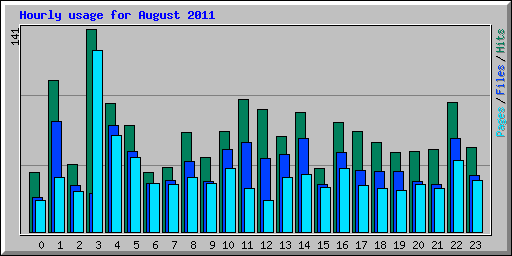 Hourly usage for August 2011
141
Pages/Files/Hits
0 1 2 3 4 5 6 7 8 9 10 11 12 13 14 15 16 17 18 19 20 21 22 23